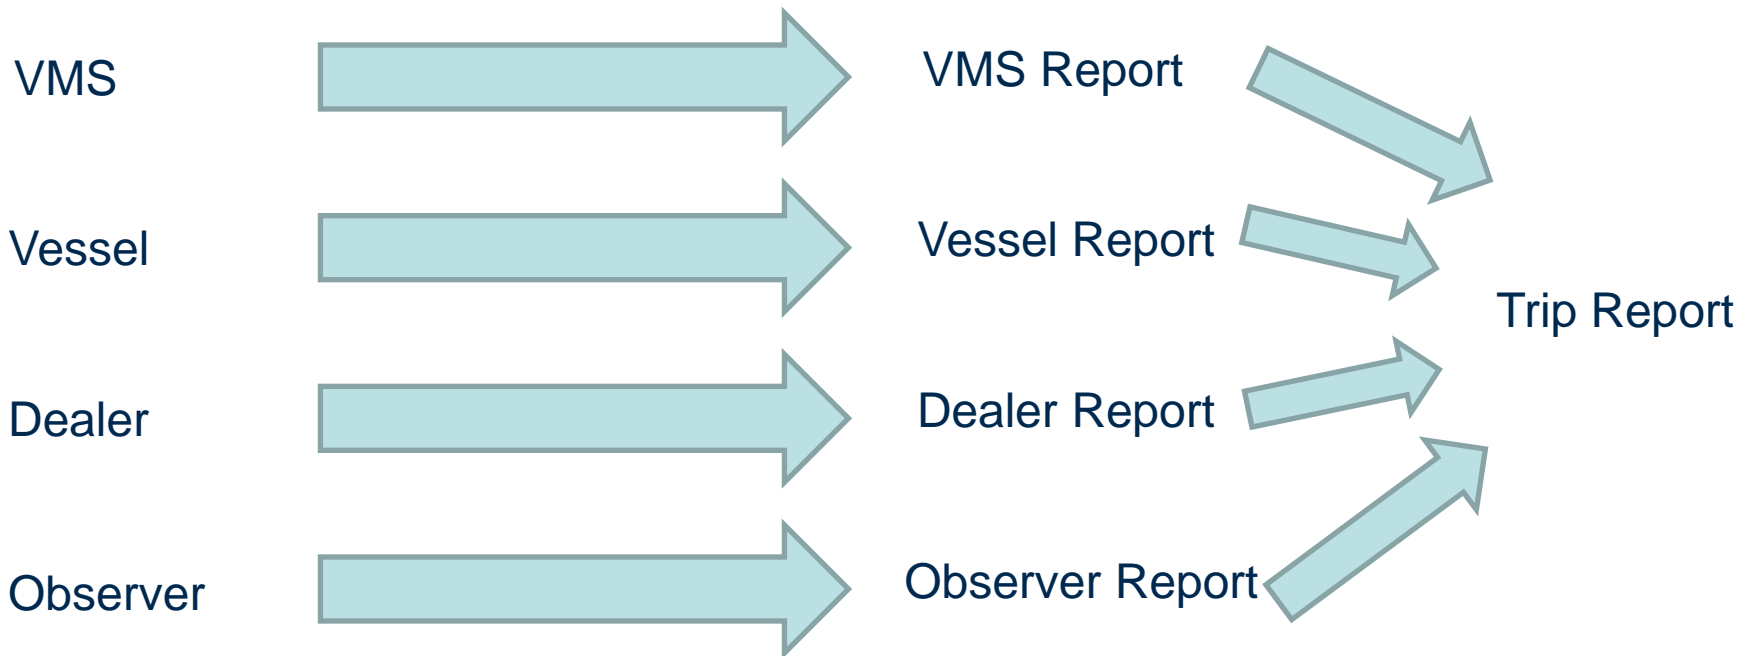 VMS
VMS Report
Vessel
Vessel Report
Trip Report
Dealer
Dealer Report
Observer
Observer Report